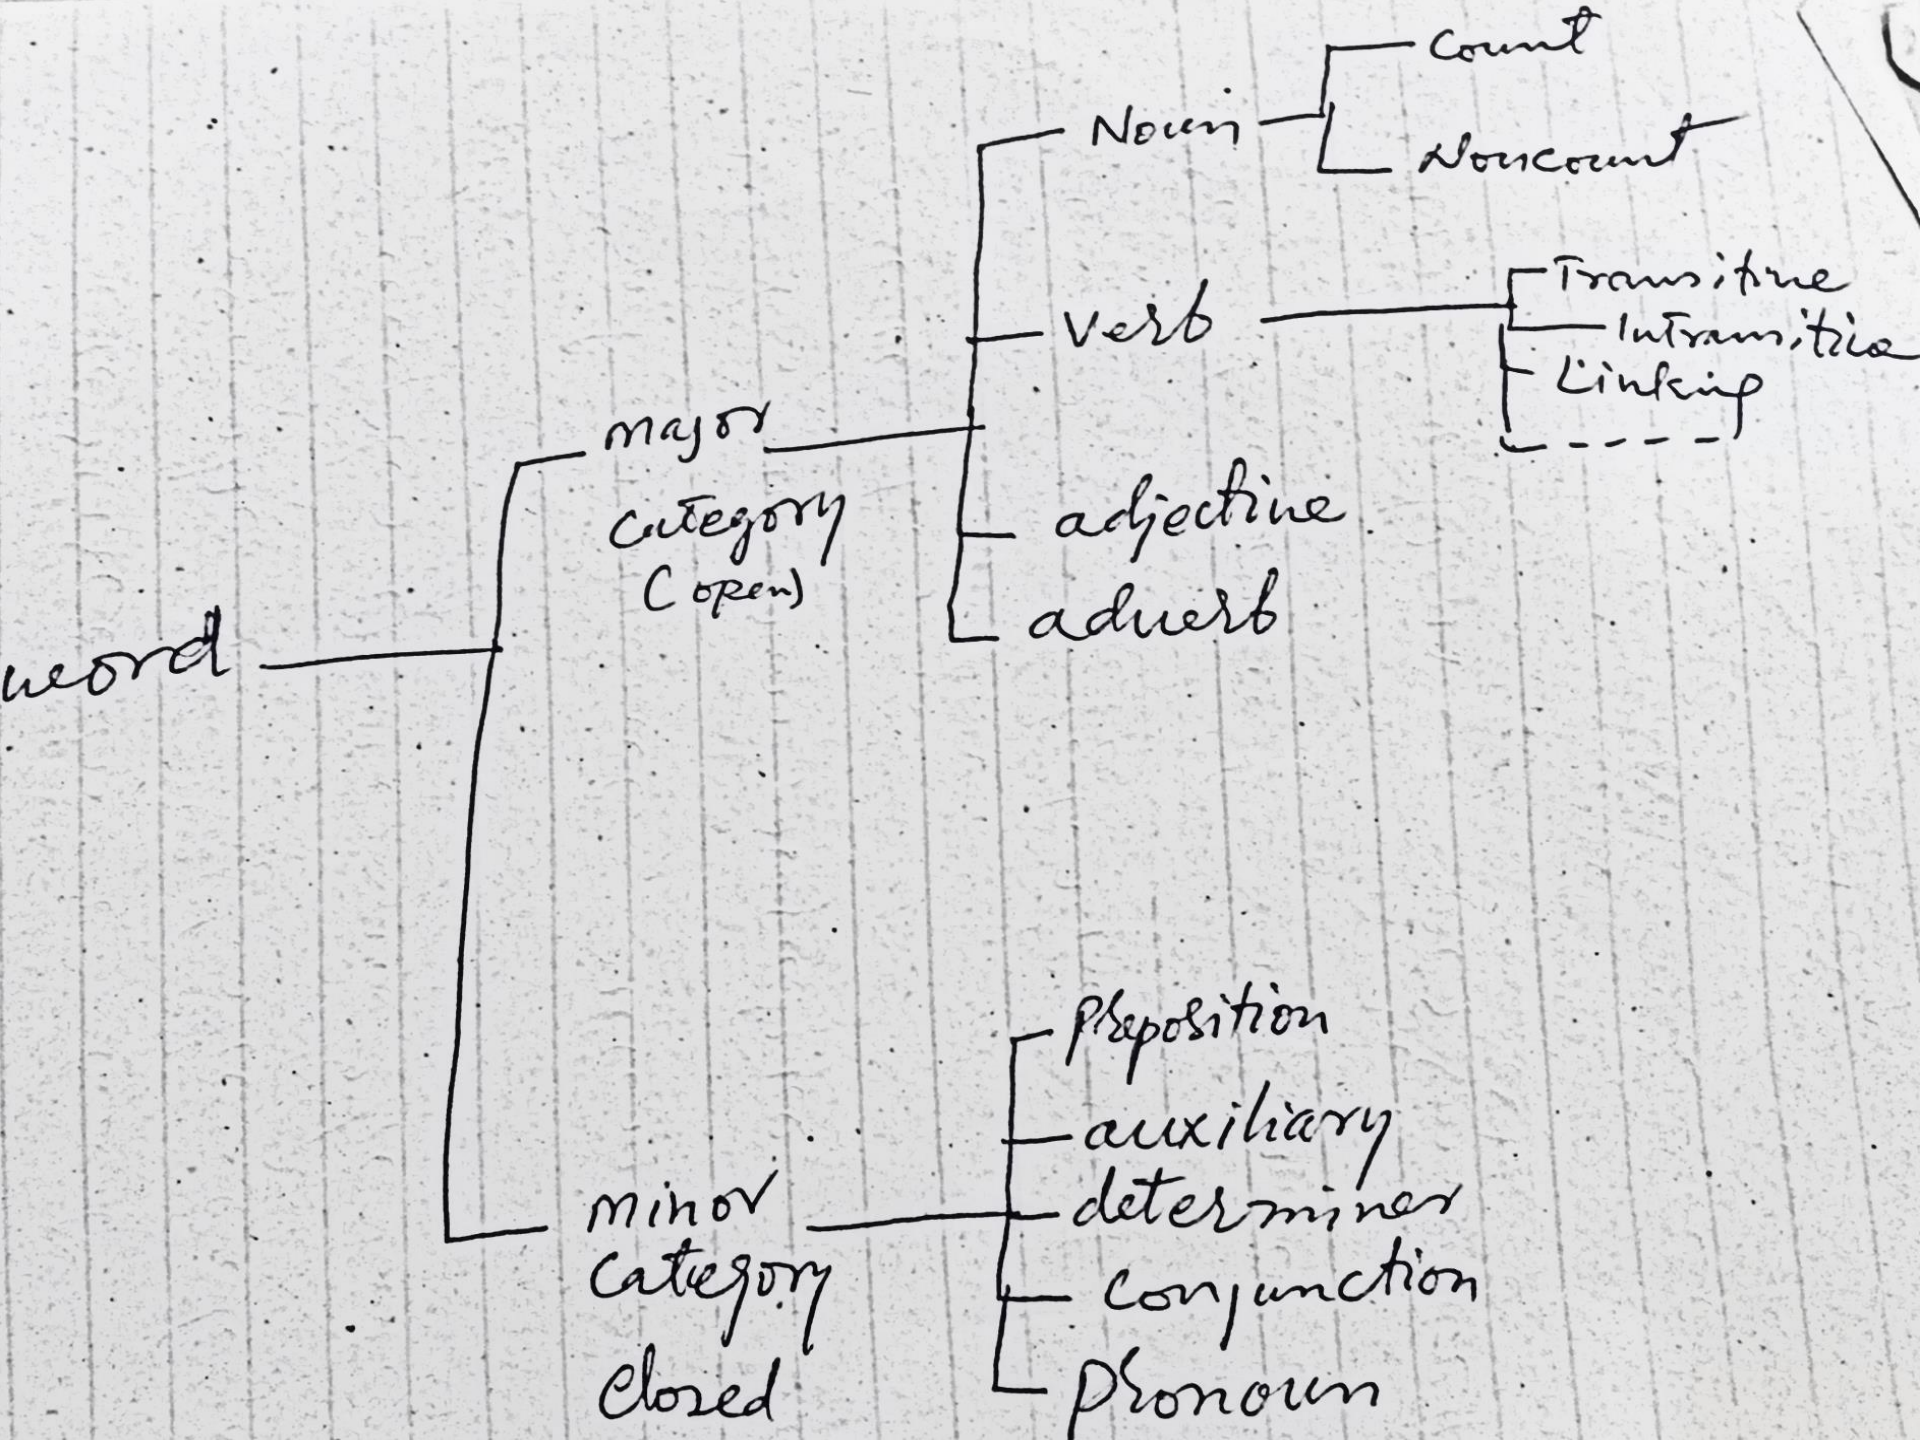 Count
Noun
Noncount
Transitive
Verb
Intransitive
Linking
major
category
(open)
adjective
adverb
word
Preposition
auxiliary
minor
determiner
category
conjunction
closed
Pronoun